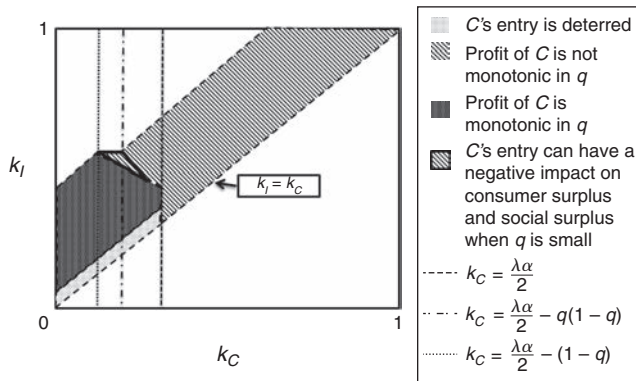 1
k_I
k_I = k_C
0
1
k_C
C's entry is deterred
Profit of C is not
monotonic in q
Profit of C is
monotonic in q
C's entry can have a
negative impact on
consumer surplus
and social surplus
when q is small
k_C = λα/2
k_C = λα/2 − q(1 − q)
k_C = λα/2 − (1 − q)